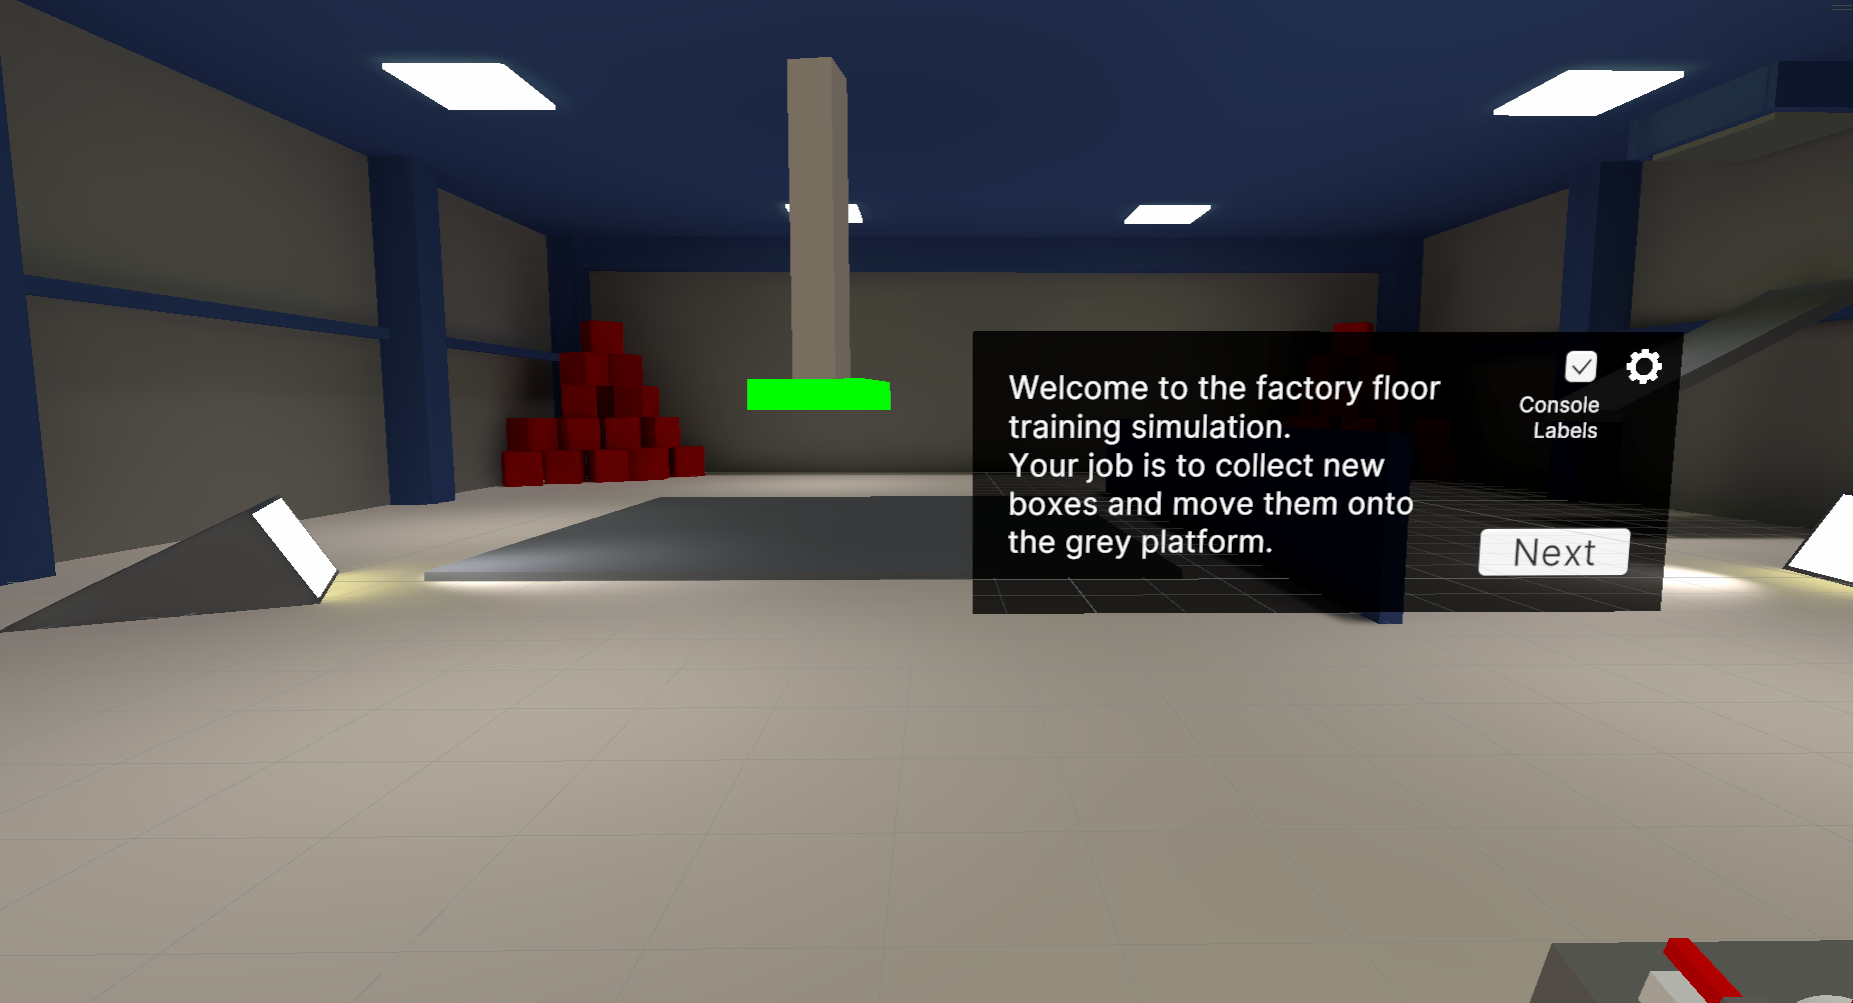 Welcome to the factory floor
training simulation.
Your job is to collect new
boxes and move them onto
the grey platform.
Console
Labels
Next